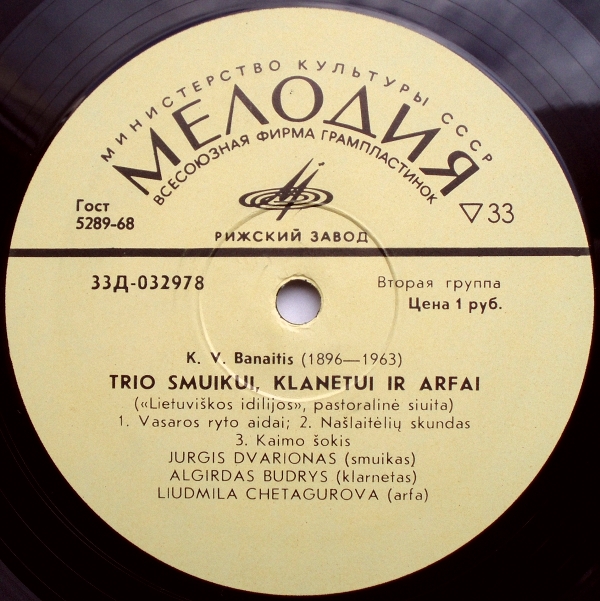 МИНИСТЕРСТВО КУЛЬТУРЫ СССР
МЕЛОДИЯ
ВСЕСОЮЗНАЯ ФИРМА ГРАМПЛАСТИНОК
Гост
5289-68
▽33
РИЖСКИЙ ЗАВОД
33Д-032978
Вторая группа
Цена 1 руб.
K. V. Banaitis (1896—1963)
TRIO SMUIKUI, KLANETUI IR ARFAI
(«Lietuviškos idilijos», pastoralinė siuita)
1. Vasaros ryto aidai; 2. Našlaitėlių skundas
3. Kaimo šokis
JURGIS DVARIONAS (smuikas)
ALGIRDAS BUDRYS (klarnetas)
LIUDMILA CHETAGUROVA (arfa)